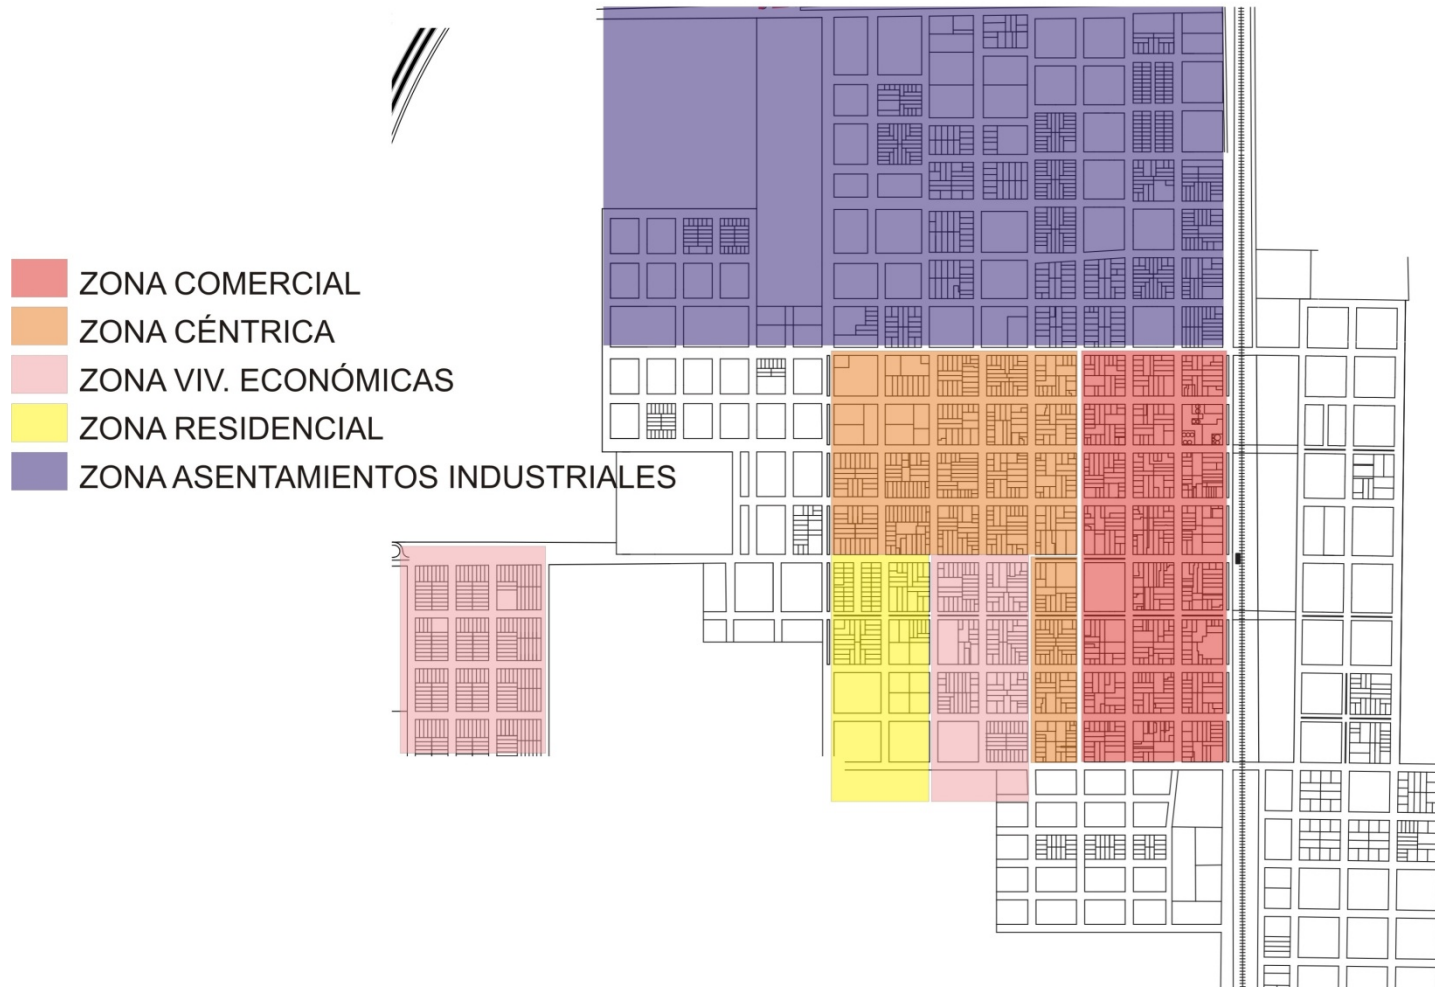 ZONA COMERCIAL
ZONA CÉNTRICA
ZONA VIV. ECONÓMICAS
ZONA RESIDENCIAL
ZONA ASENTAMIENTOS INDUSTRIALES